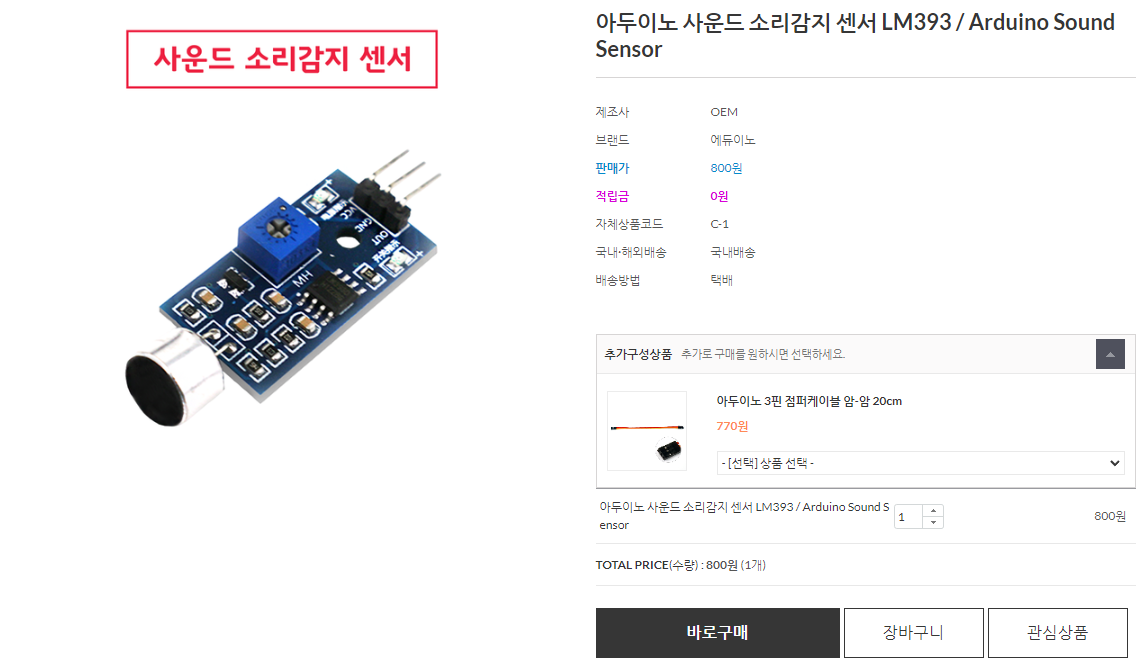 사운드 소리감지 센서
VCC
GND
OUT
HW
아두이노 사운드 소리감지 센서 LM393 / Arduino Sound
Sensor
제조사 OEM
브랜드 에듀이노
판매가 800원
적립금 0원
자체상품코드 C-1
국내·해외배송 국내배송
배송방법 택배
추가구성상품 추가로 구매를 원하시면 선택하세요.
아두이노 3핀 점퍼케이블 암-암 20cm
770원
- [선택] 상품 선택 -
아두이노 사운드 소리감지 센서 LM393 / Arduino Sound S
ensor
1
800원
TOTAL PRICE(수량) : 800원 (1개)
바로구매 장바구니 관심상품